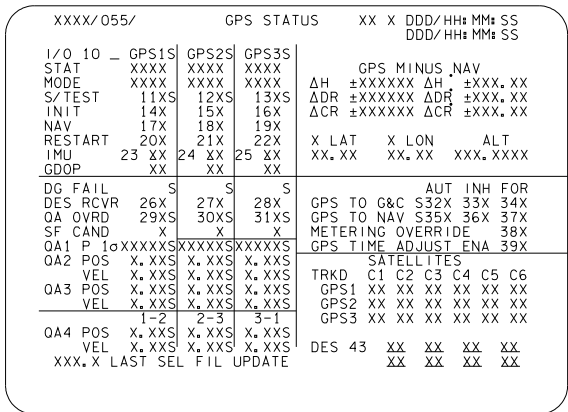 XXXX/055/ GPS STATUS XX X DDD/HH:MM:SS
DDD/HH:MM:SS
I/O 10 _ GPS1S GPS2S GPS3S
STAT XXXX XXXX XXXX GPS MINUS NAV
MODE XXXX XXXX XXXX ΔH ±XXXXXX ΔḢ ±XXX.XX
S/TEST 11XS 12XS 13XS ΔDR ±XXXXXX ΔDṘ ±XXX.XX
INIT 14X 15X 16X ΔCR ±XXXXXX ΔCṘ ±XXX.XX
NAV 17X 18X 19X
RESTART 20X 21X 22X X LAT X LON ALT
IMU 23 X̲X 24 X̲X 25 X̲X XX.XX XX.XX XXX.XXXX
GDOP XX XX XX
DG FAIL S S S AUT INH FOR
DES RCVR 26X 27X 28X GPS TO G&C S32X 33X 34X
QA OVRD 29XS 30XS 31XS GPS TO NAV S35X 36X 37X
SF CAND X X X METERING OVERRIDE 38X
QA1 P 1σXXXXXS XXXXXS XXXXXS GPS TIME ADJUST ENA 39X
QA2 POS X.XXS X.XXS X.XXS SATELLITES
VEL X.XXS X.XXS X.XXS TRKD C1 C2 C3 C4 C5 C6
QA3 POS X.XXS X.XXS X.XXS GPS1 XX XX XX XX XX XX
VEL X.XXS X.XXS X.XXS GPS2 XX XX XX XX XX XX
1-2 2-3 3-1 GPS3 XX XX XX XX XX XX
QA4 POS X.XXS X.XXS X.XXS
VEL X.XXS X.XXS X.XXS DES 43 XX XX XX XX
XXX.X LAST SEL FIL UPDATE XX XX XX XX